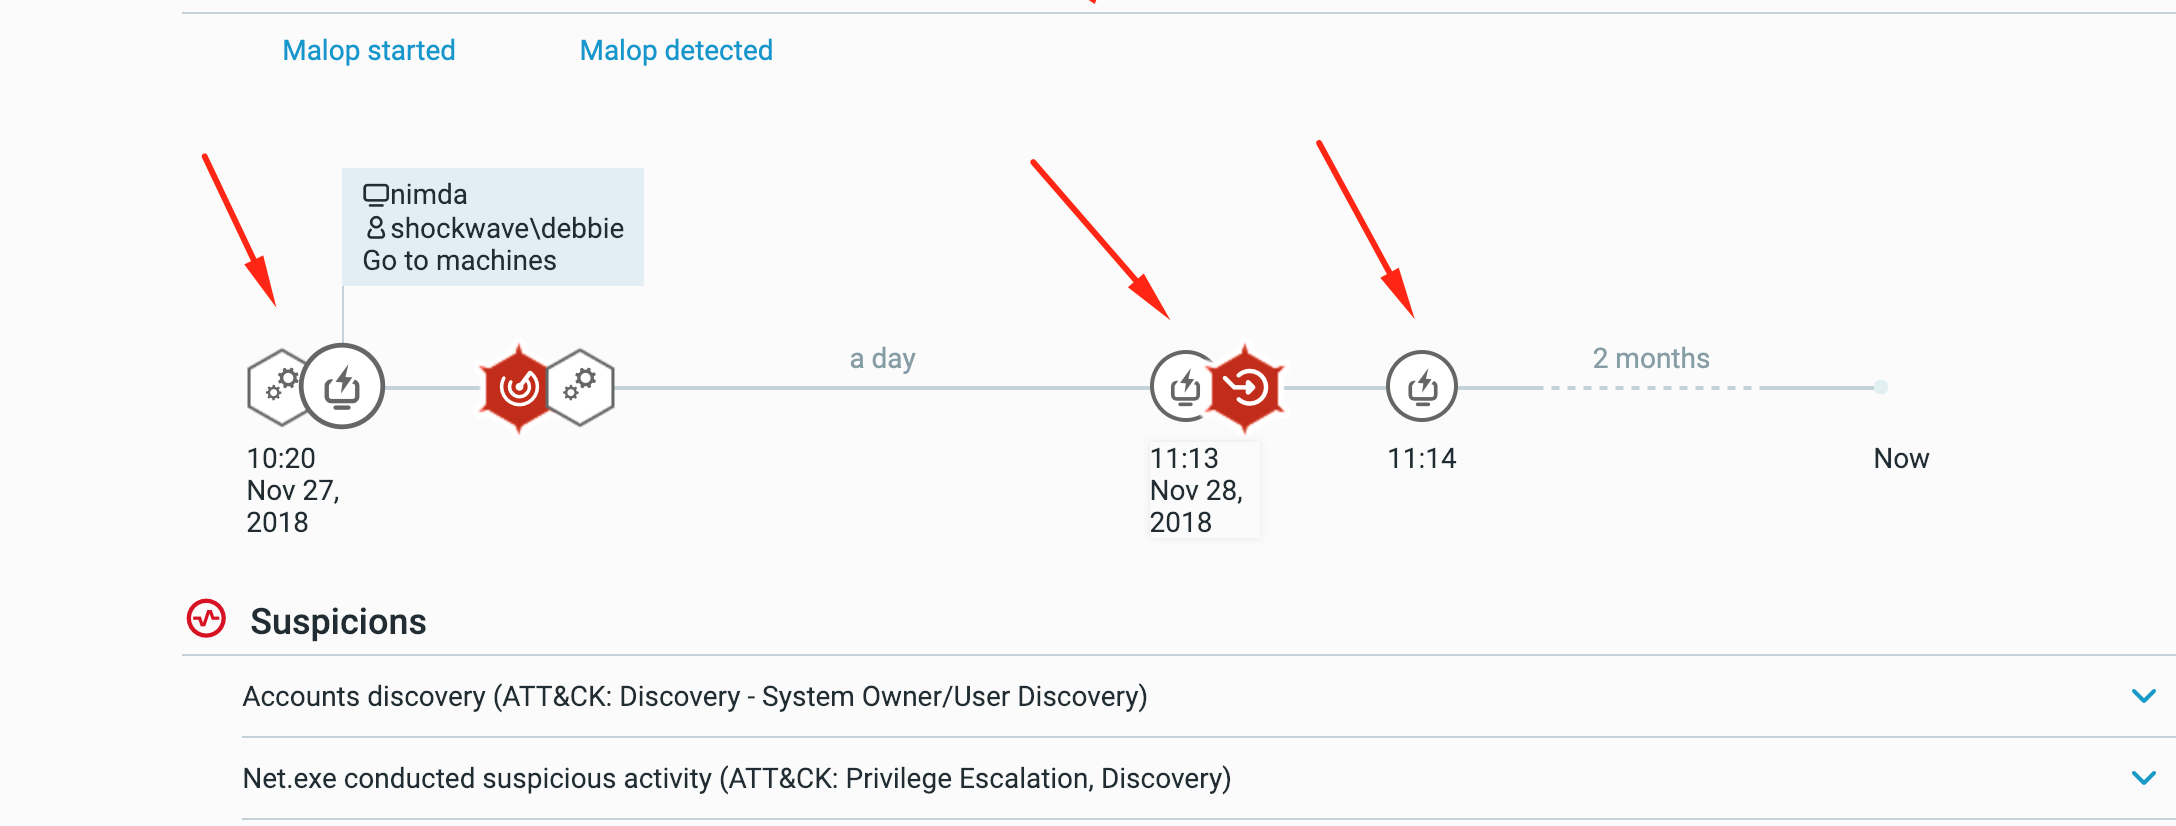 Malop started
Malop detected
nimda
shockwave\debbie
Go to machines
a day
2 months
10:20
Nov 27,
2018
11:13
Nov 28,
2018
11:14
Now
Suspicions
Accounts discovery (ATT&CK: Discovery - System Owner/User Discovery)
Net.exe conducted suspicious activity (ATT&CK: Privilege Escalation, Discovery)